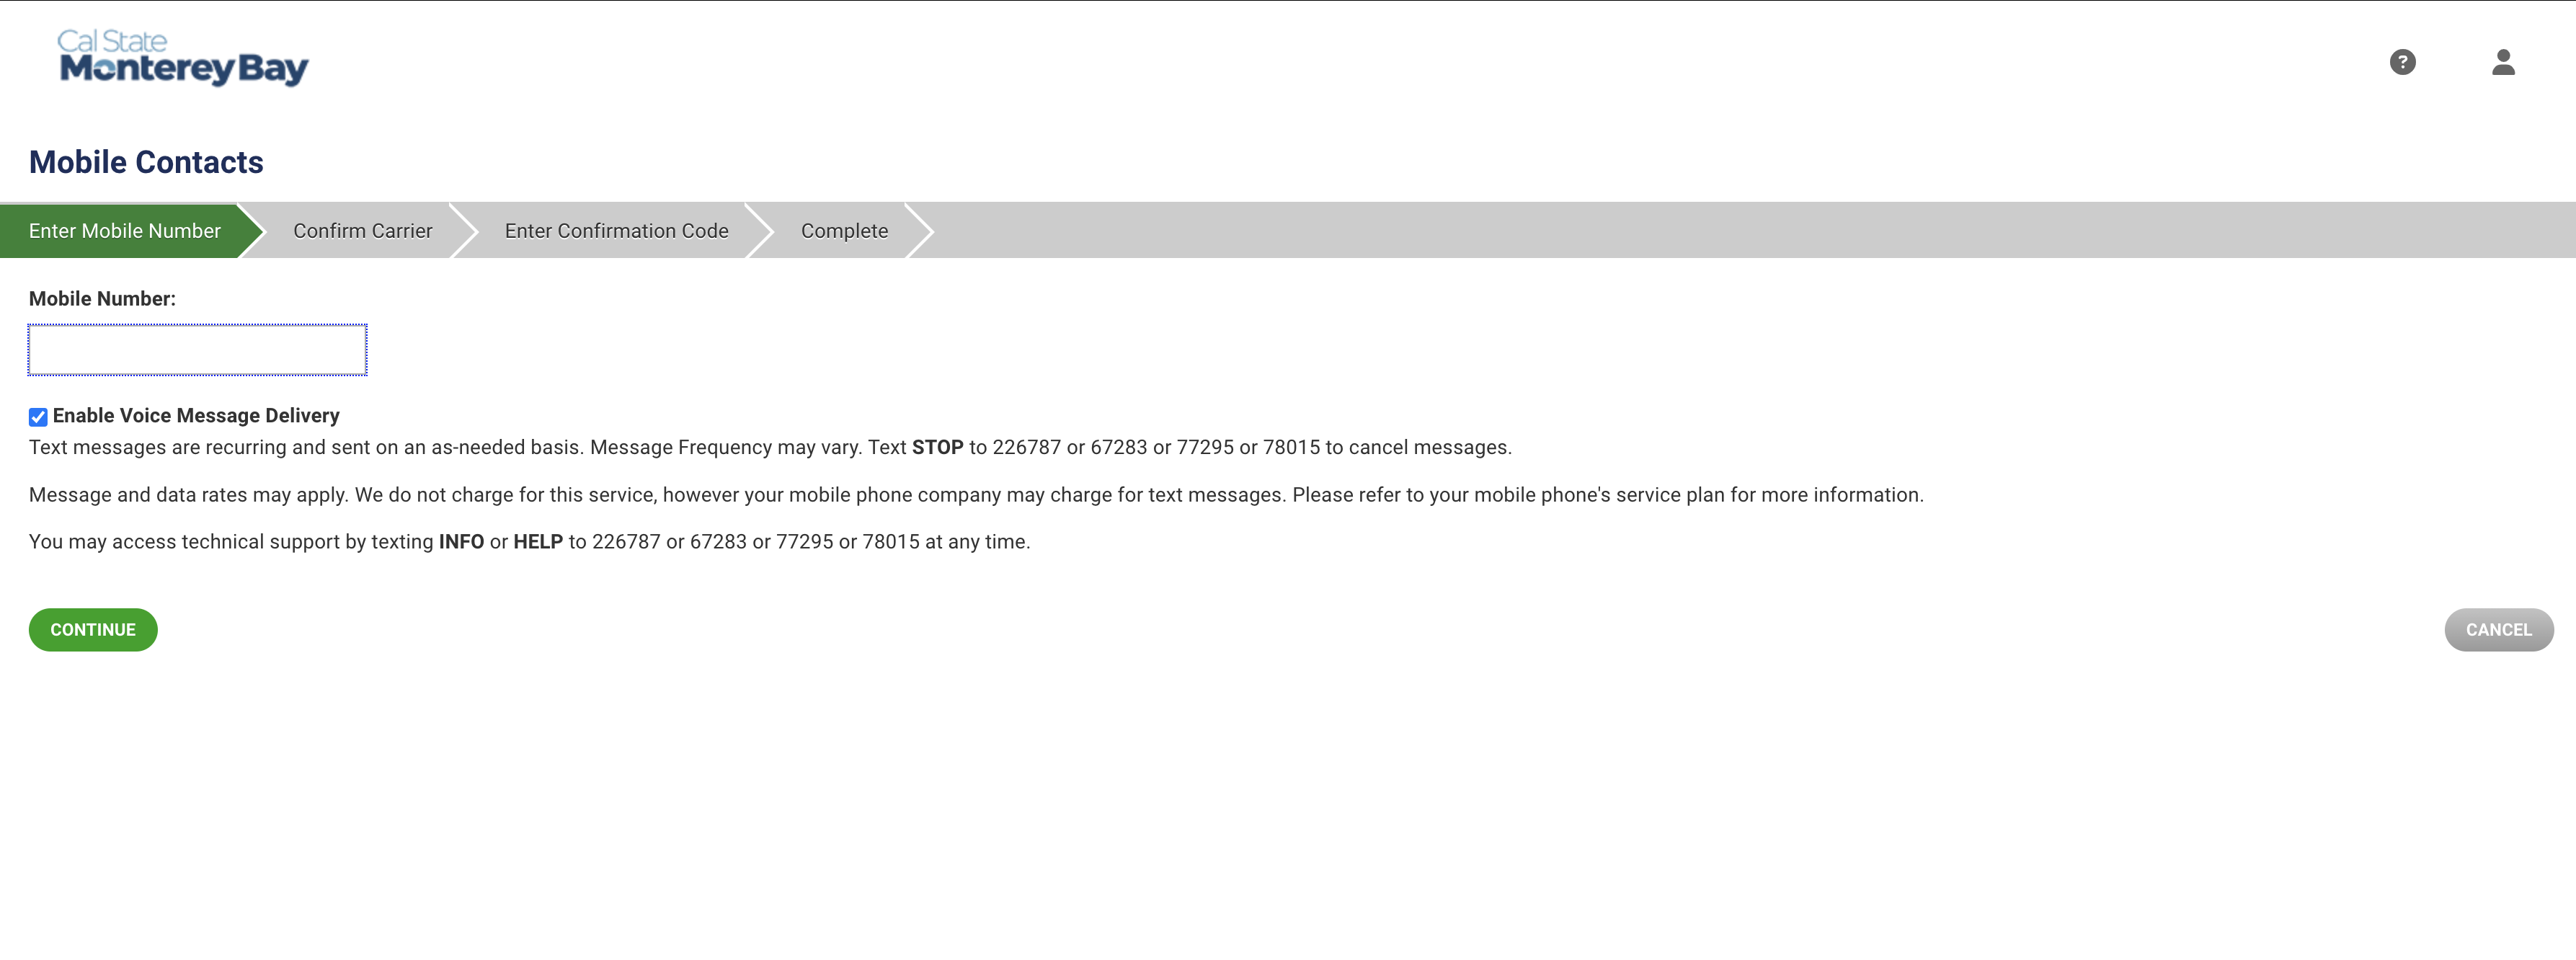 Cal State
Monterey Bay
?
Mobile Contacts
Enter Mobile Number
Confirm Carrier
Enter Confirmation Code
Complete
Mobile Number:
Enable Voice Message Delivery
Text messages are recurring and sent on an as-needed basis. Message Frequency may vary. Text STOP to 226787 or 67283 or 77295 or 78015 to cancel messages.
Message and data rates may apply. We do not charge for this service, however your mobile phone company may charge for text messages. Please refer to your mobile phone's service plan for more information.
You may access technical support by texting INFO or HELP to 226787 or 67283 or 77295 or 78015 at any time.
CONTINUE
CANCEL